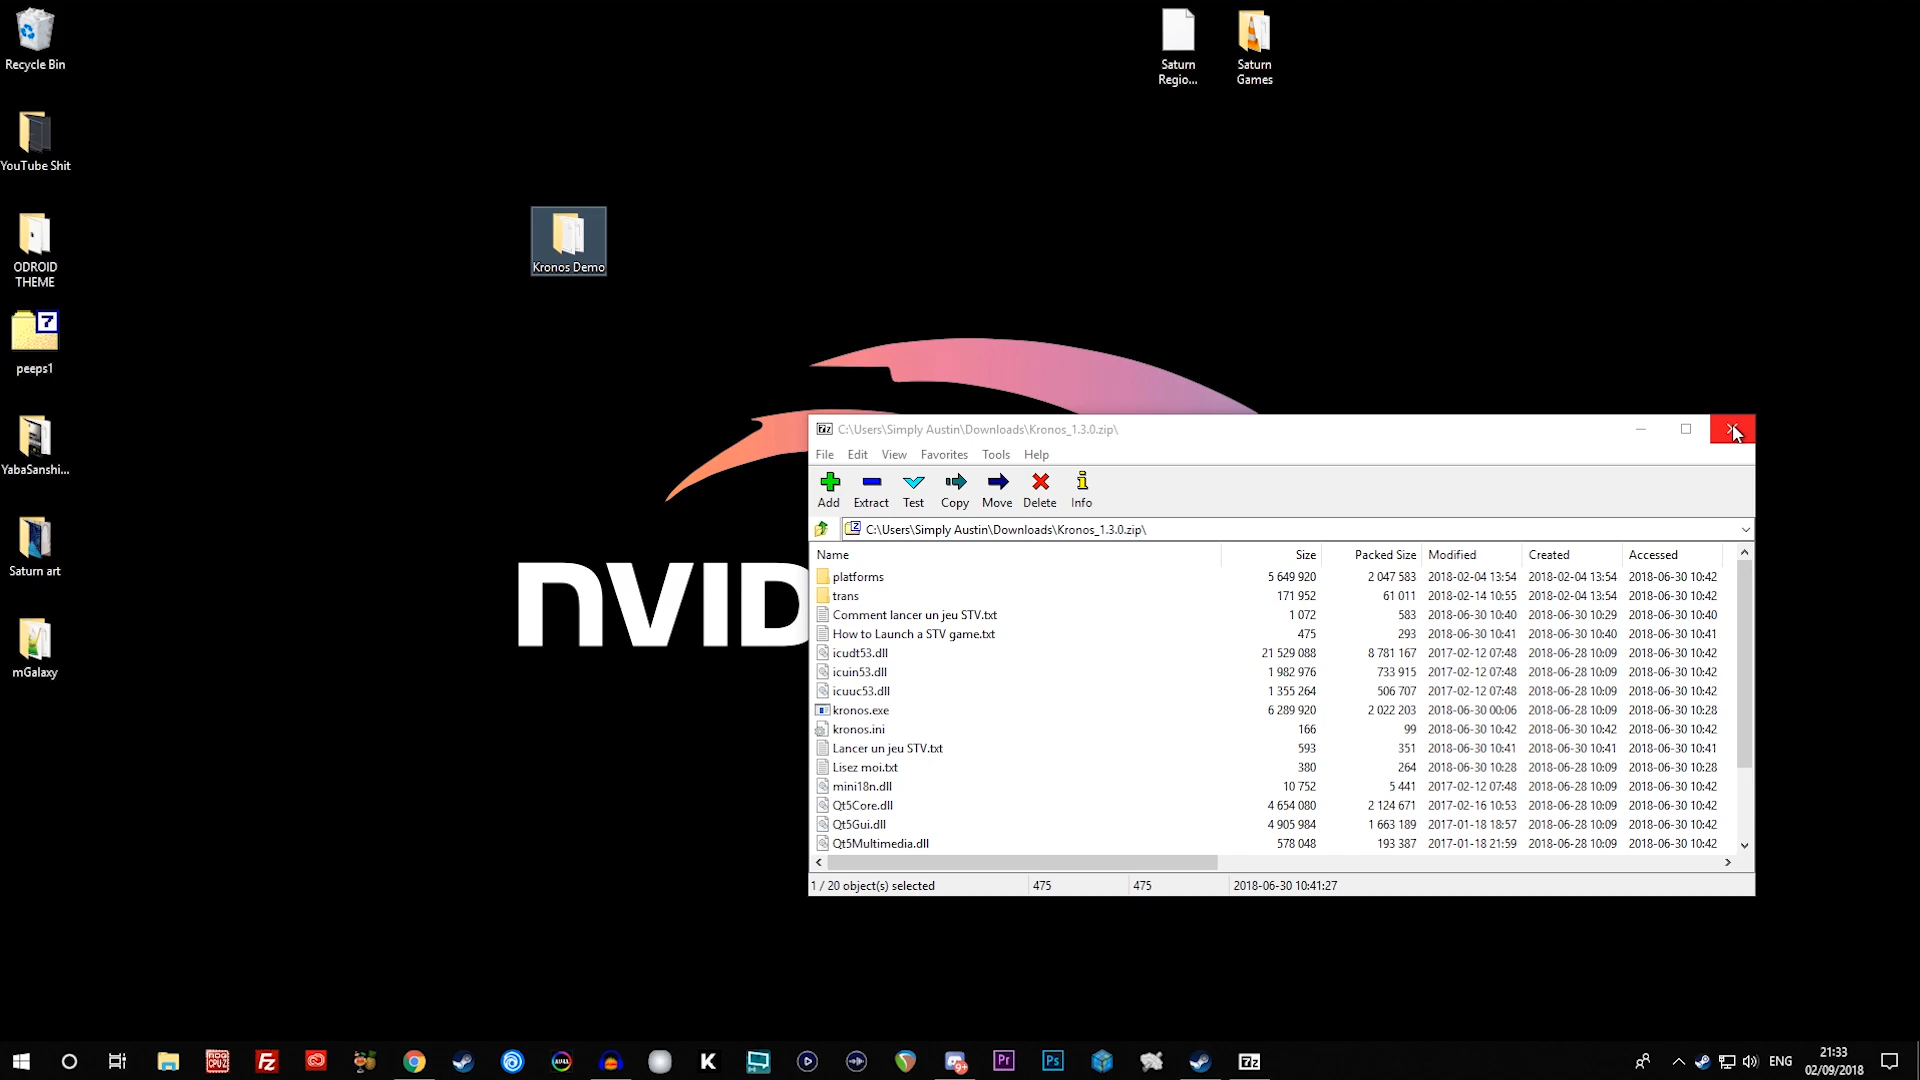 Recycle Bin
YouTube Shit
ODROID
THEME
7
peeps1
YabaSanshi...
Saturn art
mGalaxy
Saturn
Regio...
Saturn
Games
Kronos Demo
NVID
7z C:\Users\Simply Austin\Downloads\Kronos_1.3.0.zip\
File Edit View Favorites Tools Help
Add Extract Test Copy Move Delete Info
C:\Users\Simply Austin\Downloads\Kronos_1.3.0.zip\
Name Size Packed Size Modified Created Accessed
platforms 5 649 920 2 047 583 2018-02-04 13:54 2018-02-04 13:54 2018-06-30 10:42
trans 171 952 61 011 2018-02-14 10:55 2018-02-04 13:54 2018-06-30 10:42
Comment lancer un jeu STV.txt 1 072 583 2018-06-30 10:40 2018-06-30 10:29 2018-06-30 10:40
How to Launch a STV game.txt 475 293 2018-06-30 10:41 2018-06-30 10:40 2018-06-30 10:41
icudt53.dll 21 529 088 8 781 167 2017-02-12 07:48 2018-06-28 10:09 2018-06-30 10:42
icuin53.dll 1 982 976 733 915 2017-02-12 07:48 2018-06-28 10:09 2018-06-30 10:42
icuuc53.dll 1 355 264 506 707 2017-02-12 07:48 2018-06-28 10:09 2018-06-30 10:42
kronos.exe 6 289 920 2 022 203 2018-06-30 00:06 2018-06-28 10:09 2018-06-30 10:28
kronos.ini 166 99 2018-06-30 10:42 2018-06-30 10:42 2018-06-30 10:42
Lancer un jeu STV.txt 593 351 2018-06-30 10:41 2018-06-30 10:41 2018-06-30 10:41
Lisez moi.txt 380 264 2018-06-30 10:28 2018-06-28 10:09 2018-06-30 10:28
mini18n.dll 10 752 5 441 2017-02-12 07:48 2018-06-28 10:09 2018-06-30 10:42
Qt5Core.dll 4 654 080 2 124 671 2017-02-16 10:53 2018-06-28 10:09 2018-06-30 10:42
Qt5Gui.dll 4 905 984 1 663 189 2017-01-18 18:57 2018-06-28 10:09 2018-06-30 10:42
Qt5Multimedia.dll 578 048 193 387 2017-01-18 21:59 2018-06-28 10:09 2018-06-30 10:42
1 / 20 object(s) selected 475 475 2018-06-30 10:41:27
Fz K 9+ Pr Ps 7z ENG 21:33
02/09/2018